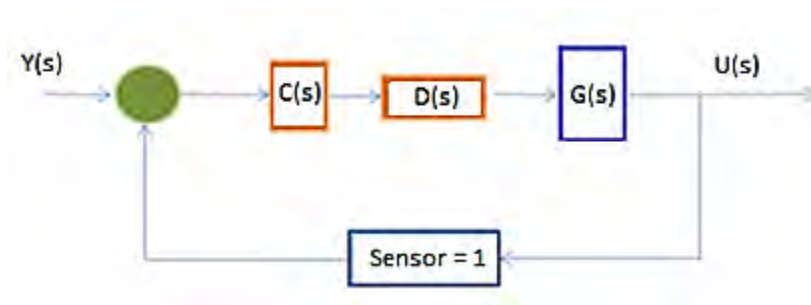 Y(s)
C(s)
D(s)
G(s)
U(s)
Sensor = 1